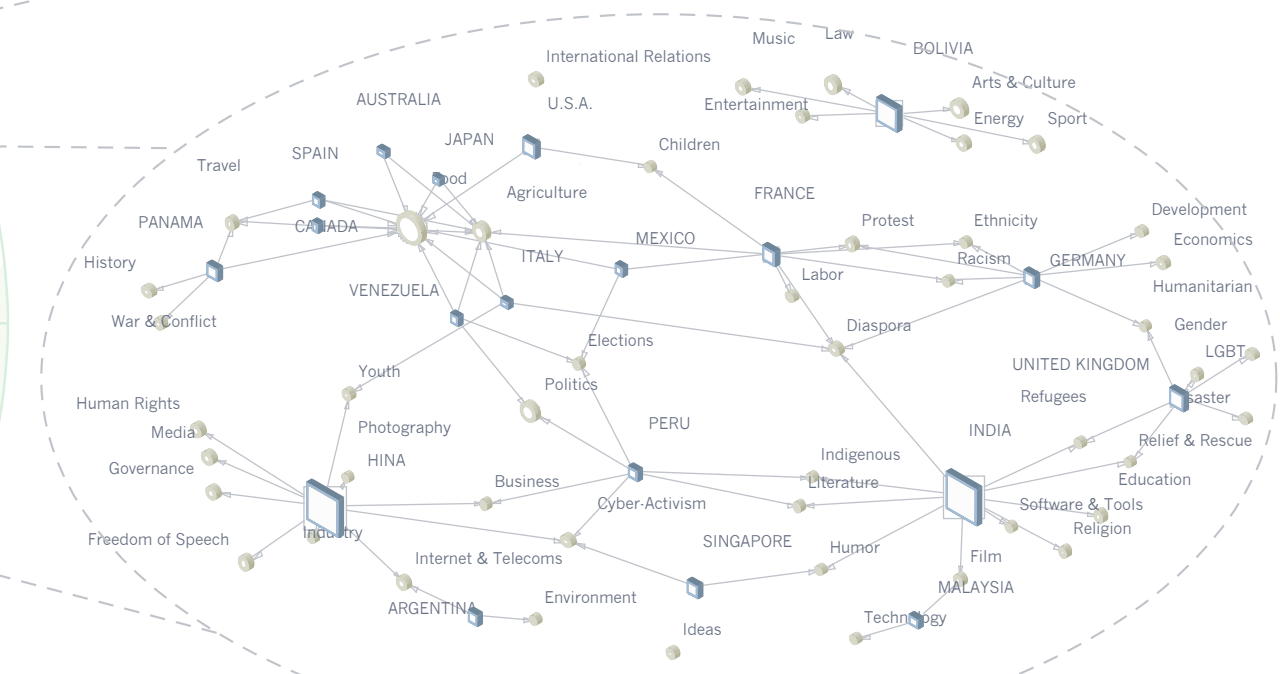 Law
Music
BOLIVIA
International Relations
Arts & Culture
AUSTRALIA
U.S.A.
Entertainment
Energy
Sport
JAPAN
Children
SPAIN
Travel
Food
Agriculture
FRANCE
Development
PANAMA
CANADA
Protest
Ethnicity
MEXICO
Economics
History
ITALY
Labor
Racism
GERMANY
Humanitarian
VENEZUELA
War & Conflict
Elections
Diaspora
Gender
Youth
Politics
UNITED KINGDOM
LGBT
Human Rights
Refugees
Disaster
Media
Photography
PERU
INDIA
Relief & Rescue
Governance
HINA
Indigenous
Business
Literature
Education
Cyber-Activism
Software & Tools
Freedom of Speech
Industry
SINGAPORE
Humor
Religion
Internet & Telecoms
Film
ARGENTINA
Environment
MALAYSIA
Ideas
Technology